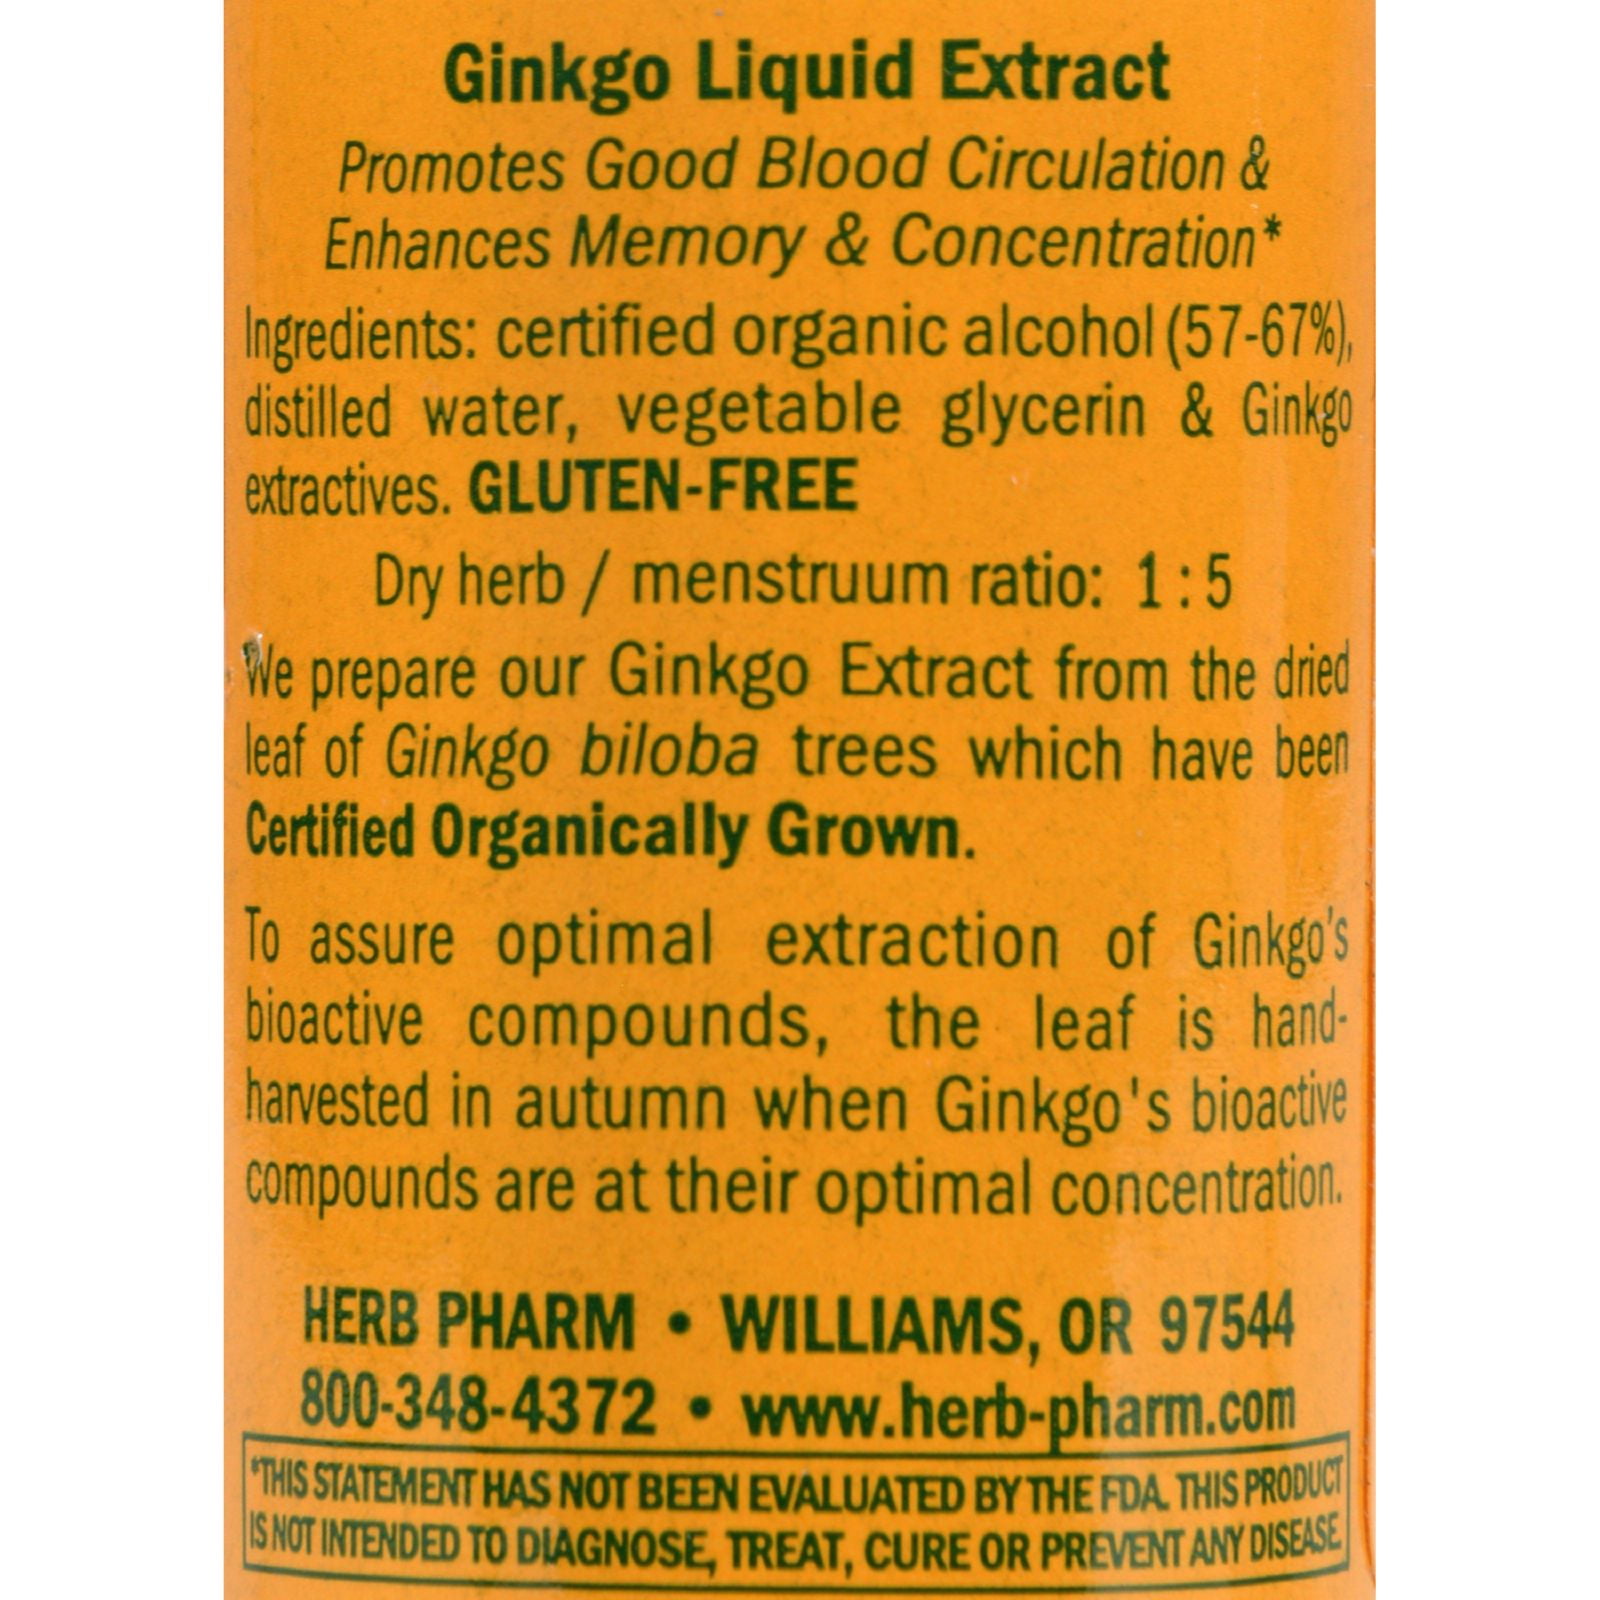 Ginkgo Liquid Extract
Promotes Good Blood Circulation &
Enhances Memory & Concentration*
Ingredients: certified organic alcohol (57-67%),
distilled water, vegetable glycerin & Ginkgo
extractives. GLUTEN-FREE
Dry herb / menstruum ratio: 1 : 5
We prepare our Ginkgo Extract from the dried
leaf of Ginkgo biloba trees which have been
Certified Organically Grown.
To assure optimal extraction of Ginkgo's
bioactive compounds, the leaf is hand-
harvested in autumn when Ginkgo's bioactive
compounds are at their optimal concentration.
HERB PHARM • WILLIAMS, OR 97544
800-348-4372 • www.herb-pharm.com
*THIS STATEMENT HAS NOT BEEN EVALUATED BY THE FDA. THIS PRODUCT
IS NOT INTENDED TO DIAGNOSE, TREAT, CURE OR PREVENT ANY DISEASE.